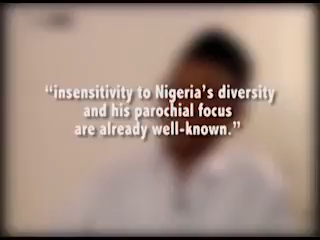 “insensitivity to Nigeria’s diversity
and his parochial focus
are already well-known.”